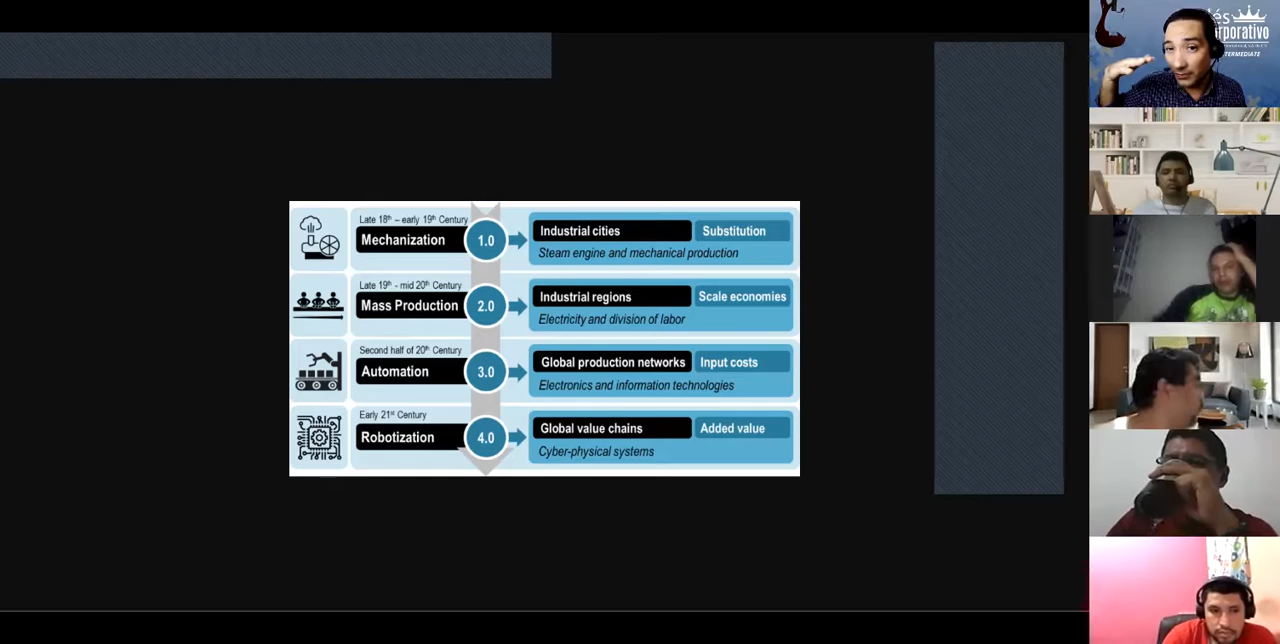 Late 18th – early 19th Century
Mechanization
1.0
Industrial cities
Substitution
Steam engine and mechanical production
Late 19th - mid 20th Century
Mass Production
2.0
Industrial regions
Scale economies
Electricity and division of labor
Second half of 20th Century
Automation
3.0
Global production networks
Input costs
Electronics and information technologies
Early 21st Century
Robotization
4.0
Global value chains
Added value
Cyber-physical systems
lés
rporativo
TERMEDIATE